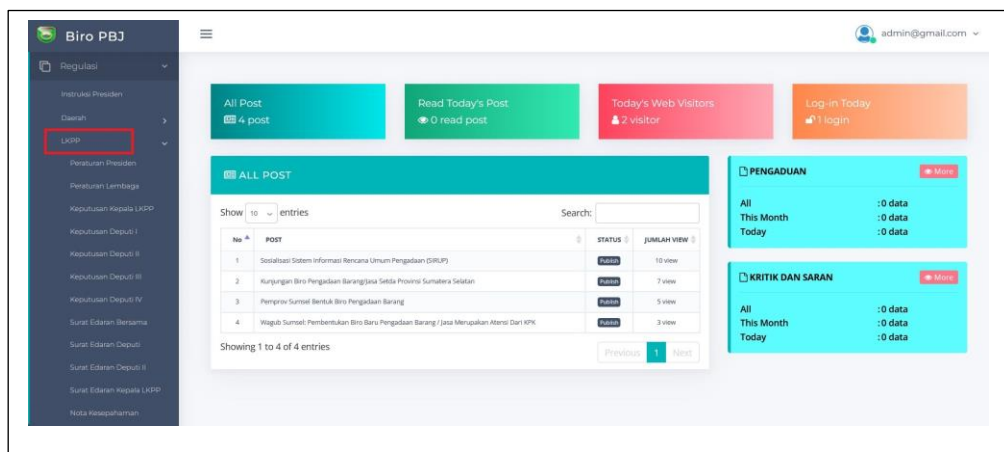 Biro PBJ
admin@gmail.com
Regulasi
Instruksi Presiden
Daerah
LKPP
Peraturan Presiden
Peraturan Lembaga
Keputusan Kepala LKPP
Keputusan Deputi I
Keputusan Deputi II
Keputusan Deputi III
Keputusan Deputi IV
Surat Edaran Bersama
Surat Edaran Deputi
Surat Edaran Deputi II
Surat Edaran Kepala LKPP
Nota Kesepahaman
All Post
4 post
Read Today's Post
0 read post
Today's Web Visitors
2 visitor
Log-in Today
1 login
ALL POST
Show 10 entries Search:
No POST STATUS JUMLAH VIEW
1 Sosialisasi Sistem Informasi Rencana Umum Pengadaan (SIRUP) Publish 10 view
2 Kunjungan Biro Pengadaan Barang/Jasa Setda Provinsi Sumatera Selatan Publish 7 view
3 Pemprov Sumsel Bentuk Biro Pengadaan Barang Publish 5 view
4 Wagub Sumsel: Pembentukan Biro Baru Pengadaan Barang / Jasa Merupakan Atensi Dari KPK Publish 3 view
Showing 1 to 4 of 4 entries
Previous 1 Next
PENGADUAN More
All :0 data
This Month :0 data
Today :0 data
KRITIK DAN SARAN More
All :0 data
This Month :0 data
Today :0 data